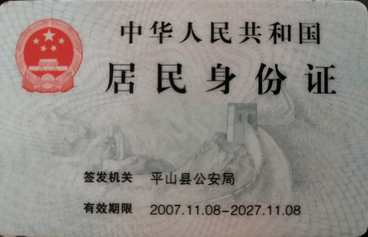 中华人民共和国
居民身份证
签发机关 平山县公安局
有效期限 2007.11.08-2027.11.08